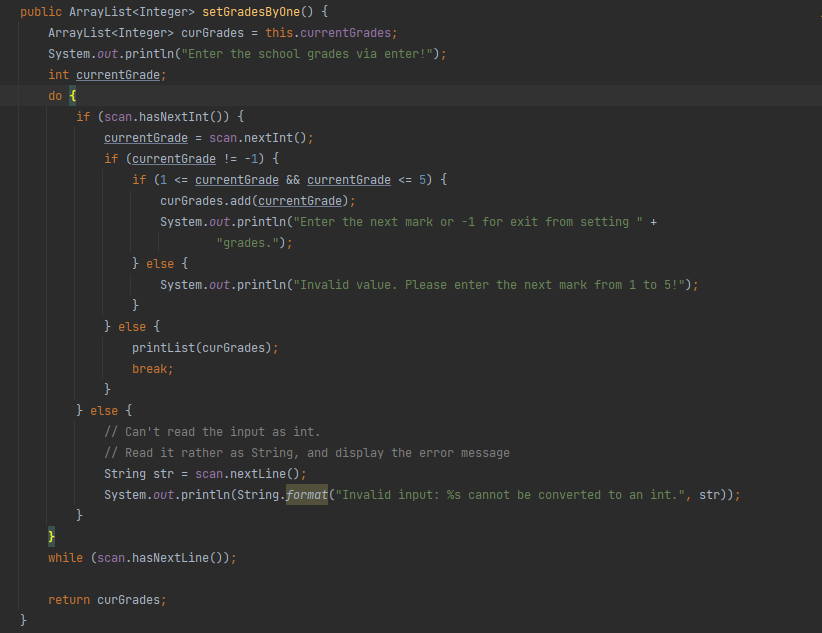 public ArrayList<Integer> setGradesByOne() {
    ArrayList<Integer> curGrades = this.currentGrades;
    System.out.println("Enter the school grades via enter!");
    int currentGrade;
    do {
        if (scan.hasNextInt()) {
            currentGrade = scan.nextInt();
            if (currentGrade != -1) {
                if (1 <= currentGrade && currentGrade <= 5) {
                    curGrades.add(currentGrade);
                    System.out.println("Enter the next mark or -1 for exit from setting " +
                            "grades.");
                } else {
                    System.out.println("Invalid value. Please enter the next mark from 1 to 5!");
                }
            } else {
                printList(curGrades);
                break;
            }
        } else {
            // Can't read the input as int.
            // Read it rather as String, and display the error message
            String str = scan.nextLine();
            System.out.println(String.format("Invalid input: %s cannot be converted to an int.", str));
        }
    }
    while (scan.hasNextLine());

    return curGrades;
}